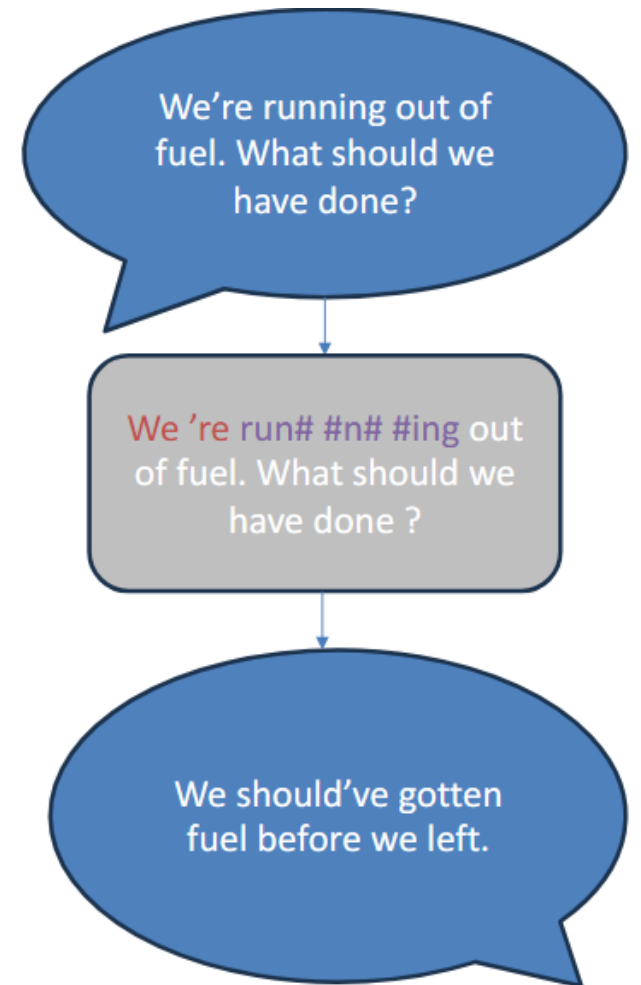 We’re running out of
fuel. What should we
have done?
We ’re run# #n# #ing out
of fuel. What should we
have done ?
We should’ve gotten
fuel before we left.